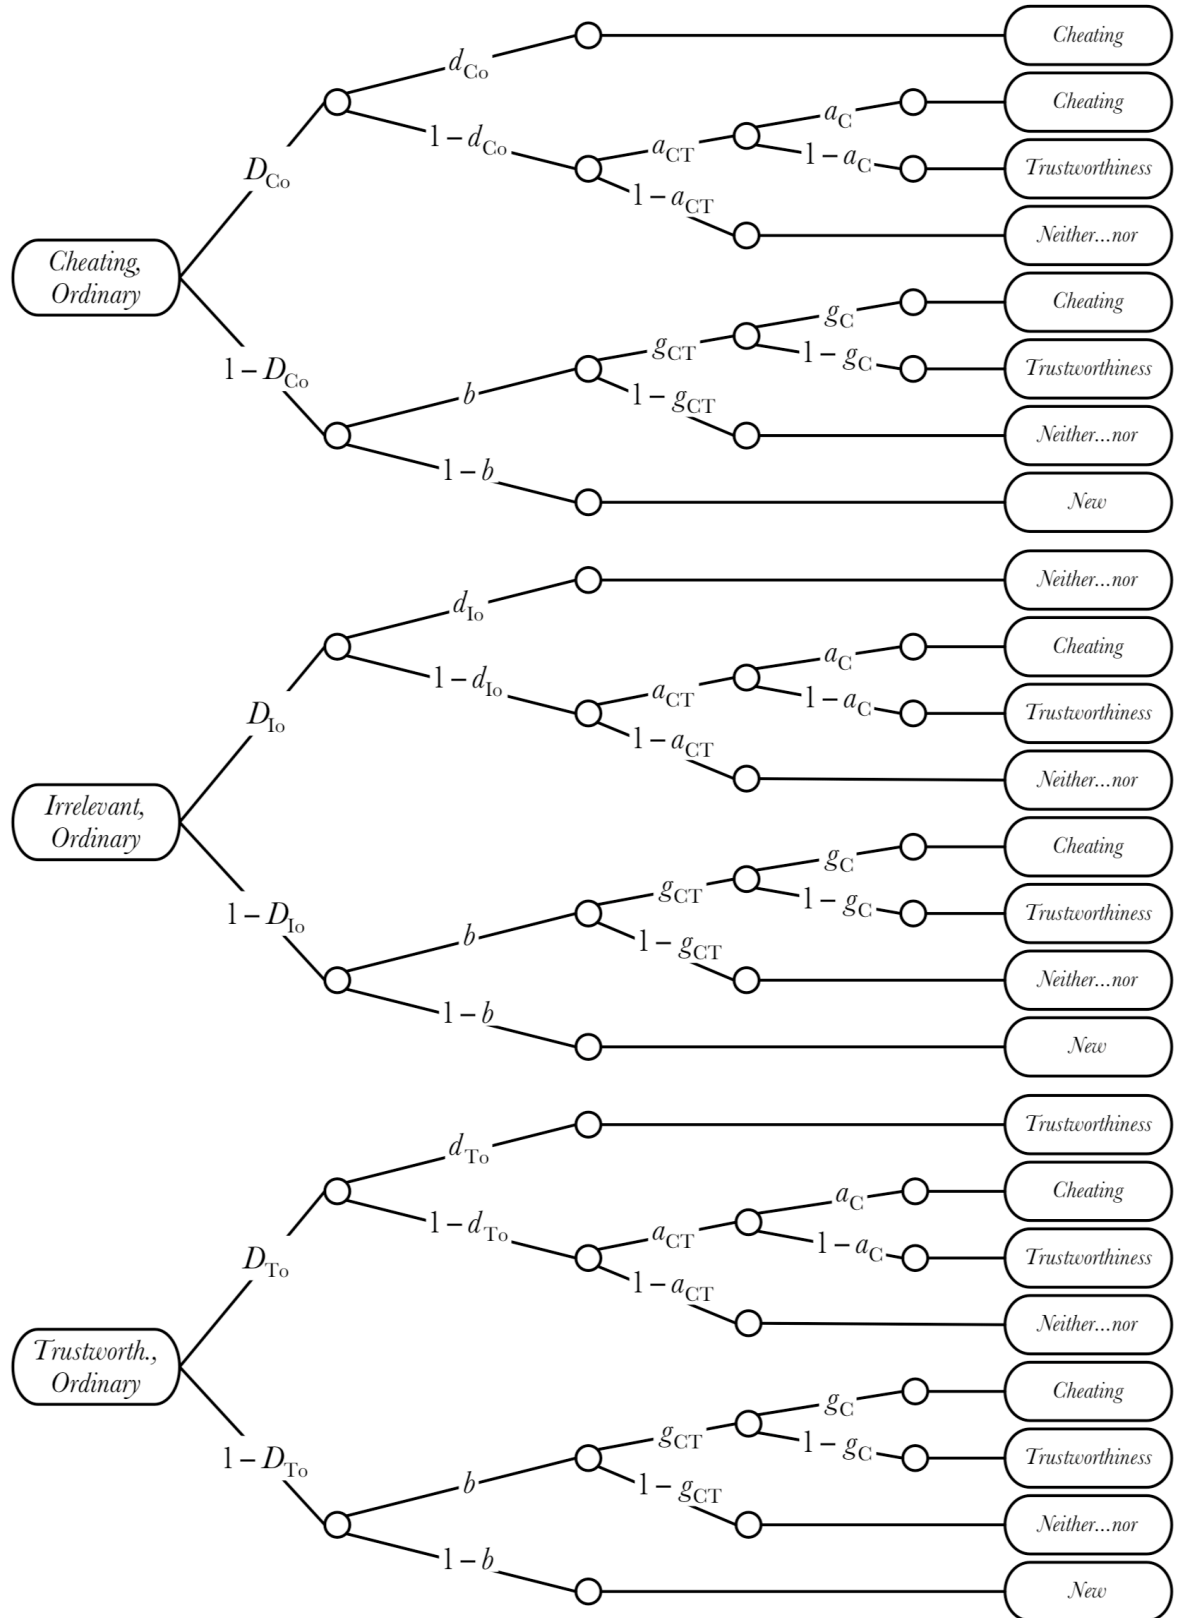 Cheating
d_Co
Cheating
a_C
1 – d_Co
a_CT
1 – a_C
Trustworthiness
D_Co
1 – a_CT
Neither...nor
Cheating,
Ordinary
Cheating
g_C
g_CT
1 – g_C
Trustworthiness
1 – D_Co
b
1 – g_CT
Neither...nor
1 – b
New
Neither...nor
d_Io
Cheating
a_C
1 – d_Io
a_CT
1 – a_C
Trustworthiness
D_Io
1 – a_CT
Neither...nor
Irrelevant,
Ordinary
Cheating
g_C
g_CT
1 – g_C
Trustworthiness
1 – D_Io
b
1 – g_CT
Neither...nor
1 – b
New
Trustworthiness
d_To
Cheating
a_C
1 – d_To
a_CT
1 – a_C
Trustworthiness
D_To
1 – a_CT
Neither...nor
Trustworth.,
Ordinary
Cheating
g_C
g_CT
1 – g_C
Trustworthiness
1 – D_To
b
1 – g_CT
Neither...nor
1 – b
New